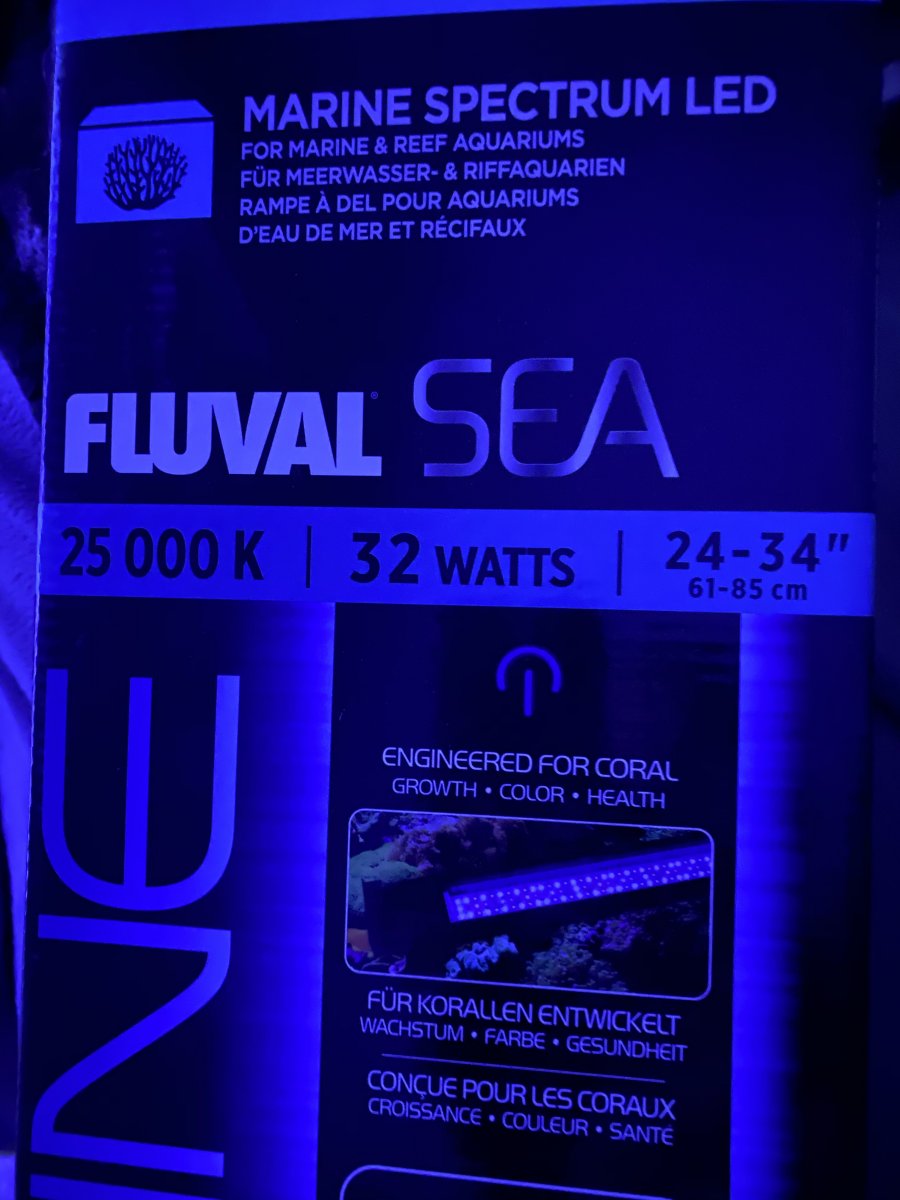 MARINE SPECTRUM LED
FOR MARINE & REEF AQUARIUMS
FÜR MEERWASSER- & RIFFAQUARIEN
RAMPE À DEL POUR AQUARIUMS
D'EAU DE MER ET RÉCIFAUX
FLUVAL® SEA
25 000 K | 32 WATTS | 24-34"
61-85 cm
ENGINEERED FOR CORAL
GROWTH • COLOR • HEALTH
FÜR KORALLEN ENTWICKELT
WACHSTUM • FARBE • GESUNDHEIT
CONÇUE POUR LES CORAUX
CROISSANCE • COULEUR • SANTÉ
INE